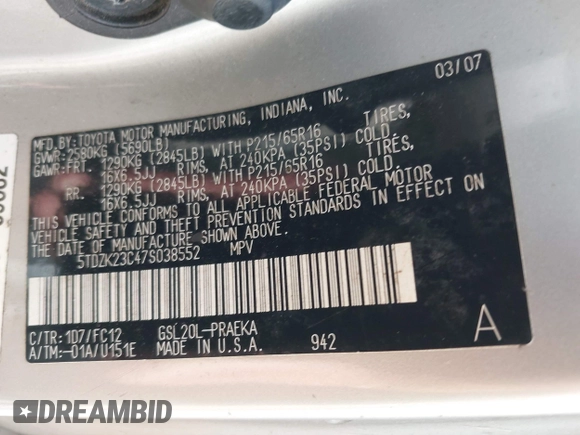 03/07
MFD.BY:TOYOTA MOTOR MANUFACTURING, INDIANA, INC.
GVWR:2580KG (5690LB)
GAWR:FRT. 1290KG (2845LB) WITH P215/65R16 TIRES,
16X6.5JJ RIMS, AT 240KPA (35PSI) COLD.
RR. 1290KG (2845LB) WITH P215/65R16 TIRES,
16X6.5JJ RIMS, AT 240KPA (35PSI) COLD.
THIS VEHICLE CONFORMS TO ALL APPLICABLE FEDERAL MOTOR
VEHICLE SAFETY AND THEFT PREVENTION STANDARDS IN EFFECT ON
THE DATE OF MANUFACTURE SHOWN ABOVE.
5TDZK23C47S038552 MPV
C/TR: 1D7/FC12 GSL20L-PRAEKA
A/TM:-01A/U151E MADE IN U.S.A. 942
A
BID.CARS